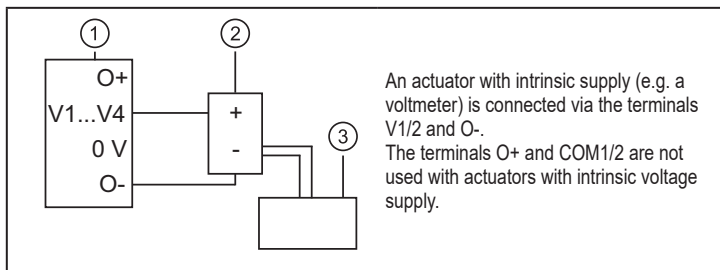 1
2
O+
V1...V4
+
0 V
-
3
O-
An actuator with intrinsic supply (e.g. a
voltmeter) is connected via the terminals
V1/2 and O-.
The terminals O+ and COM1/2 are not
used with actuators with intrinsic voltage
supply.